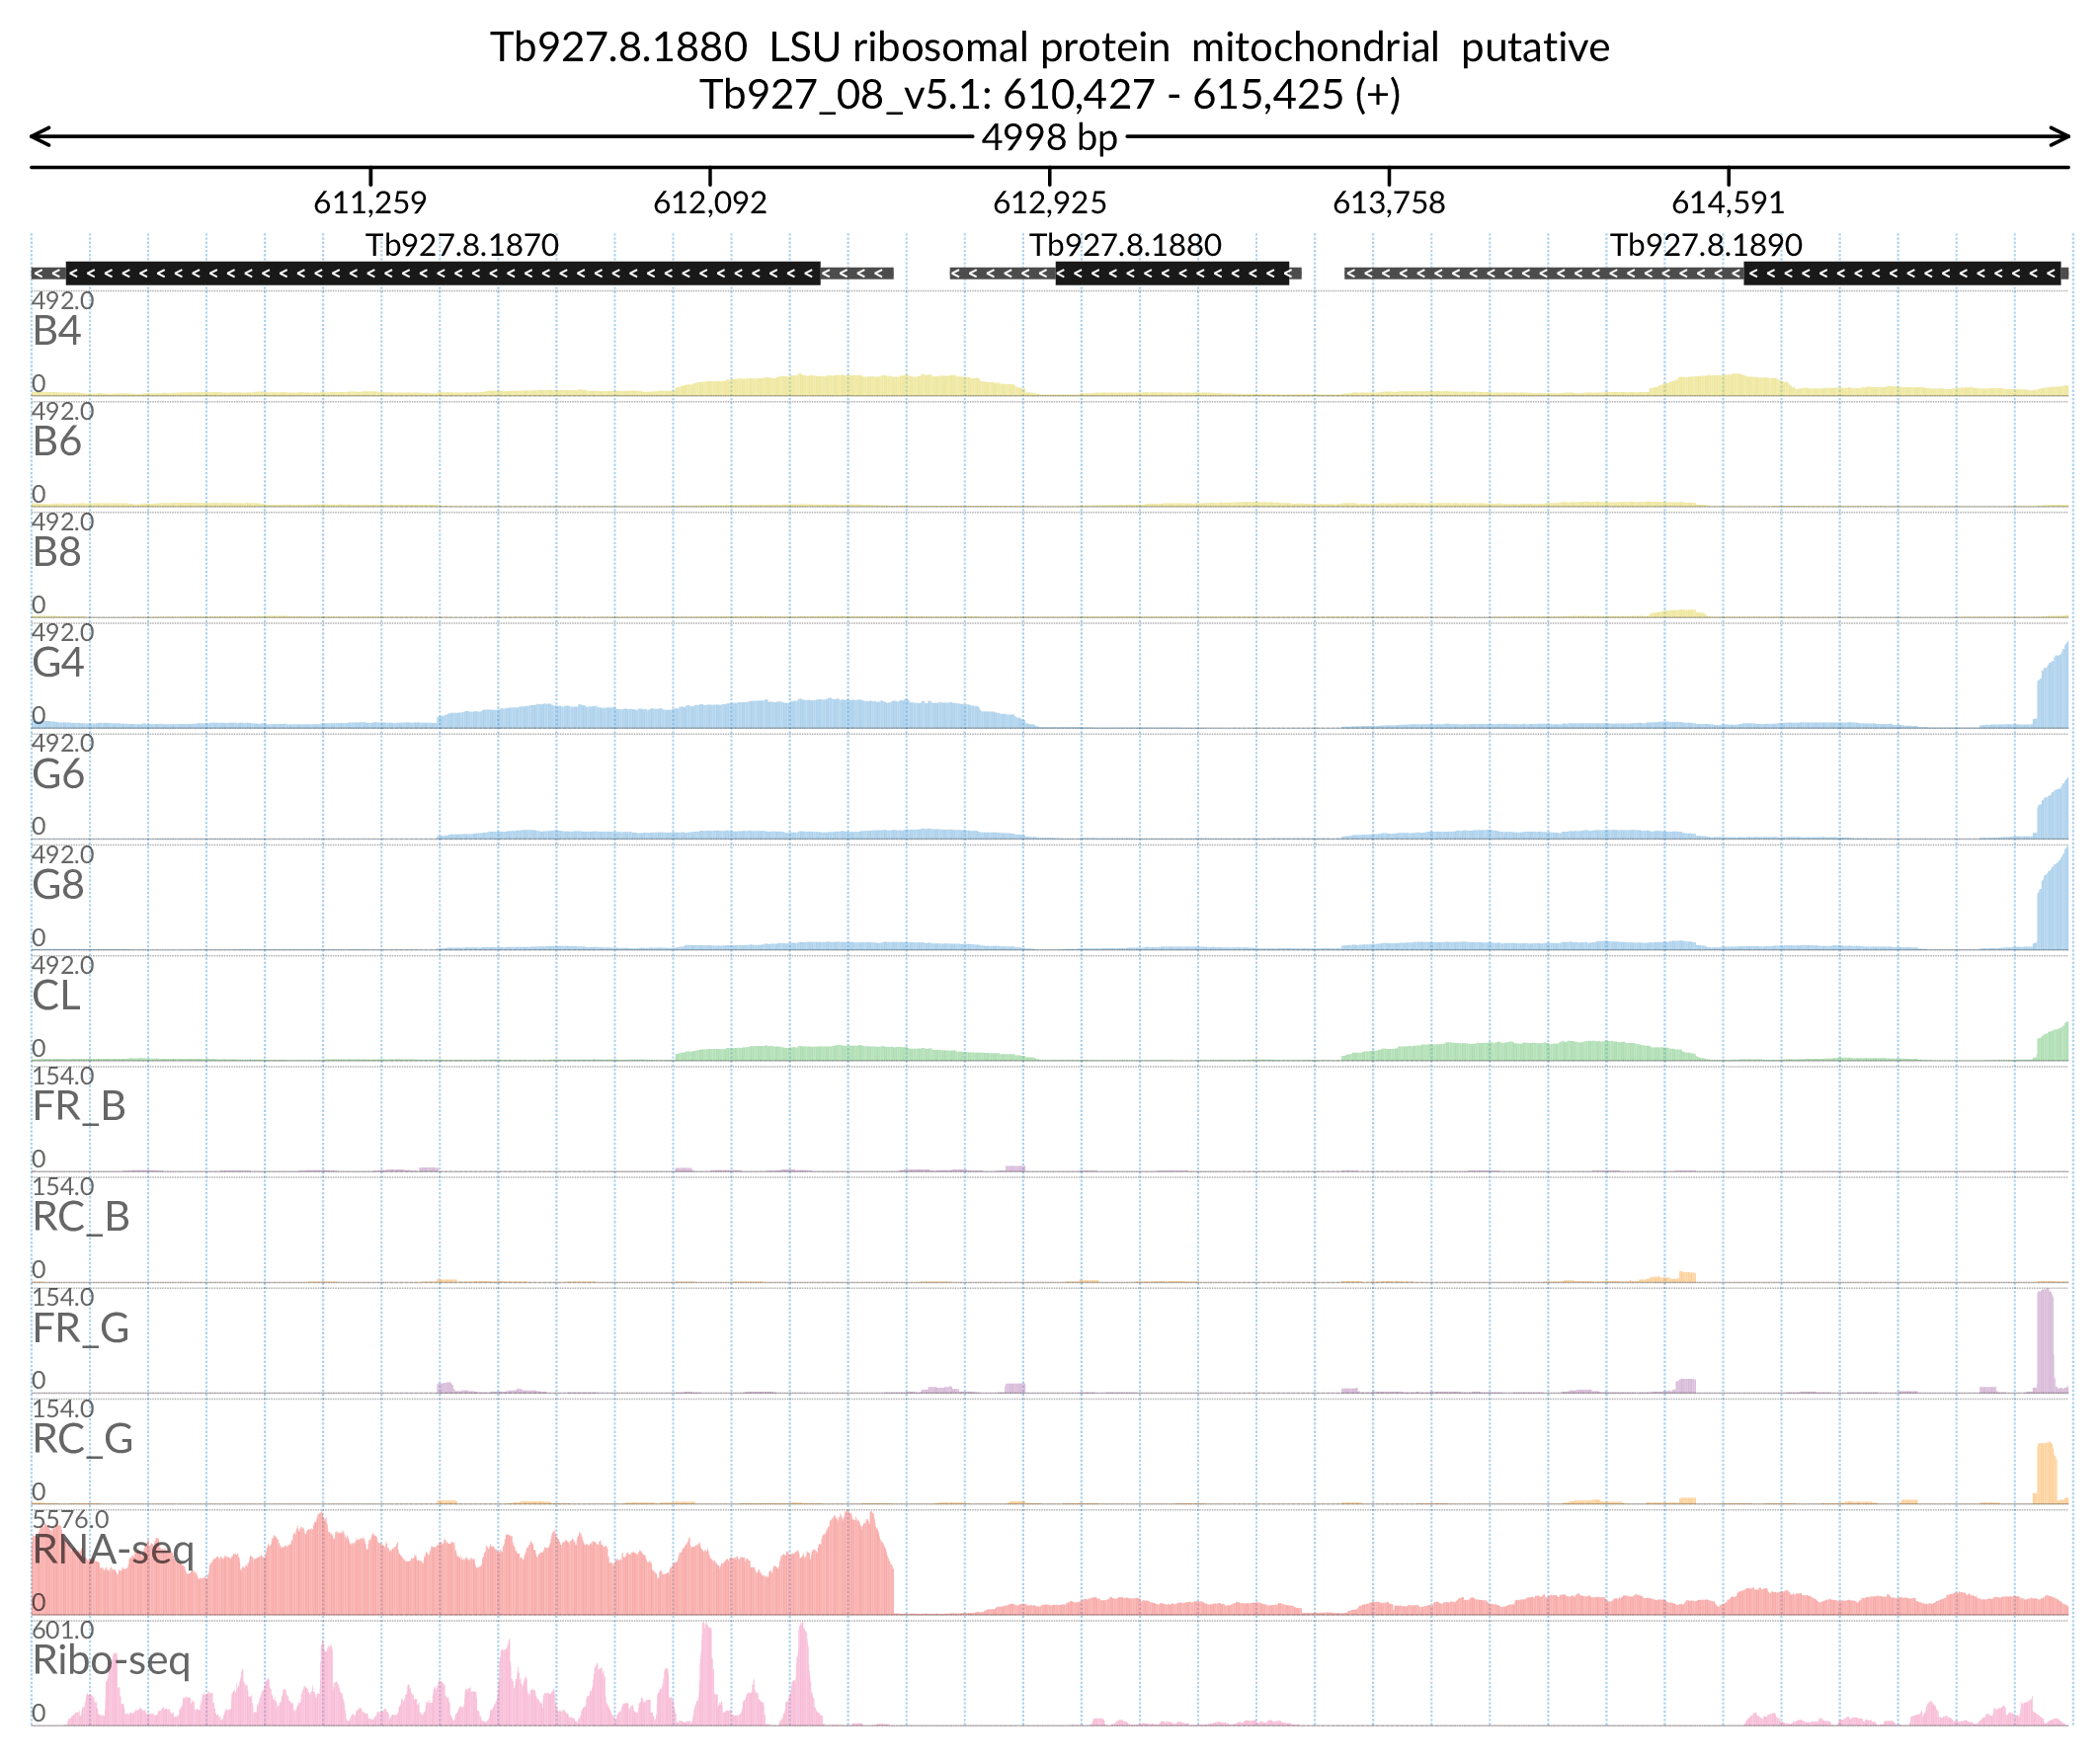 Tb927.8.1880 LSU ribosomal protein mitochondrial putative
Tb927_08_v5.1: 610,427 - 615,425 (+)
4998 bp
611,259 612,092 612,925 613,758 614,591
Tb927.8.1870 Tb927.8.1880 Tb927.8.1890
492.0
B4
0
492.0
B6
0
492.0
B8
0
492.0
G4
0
492.0
G6
0
492.0
G8
0
492.0
CL
0
154.0
FR_B
0
154.0
RC_B
0
154.0
FR_G
0
154.0
RC_G
0
5576.0
RNA-seq
0
601.0
Ribo-seq
0